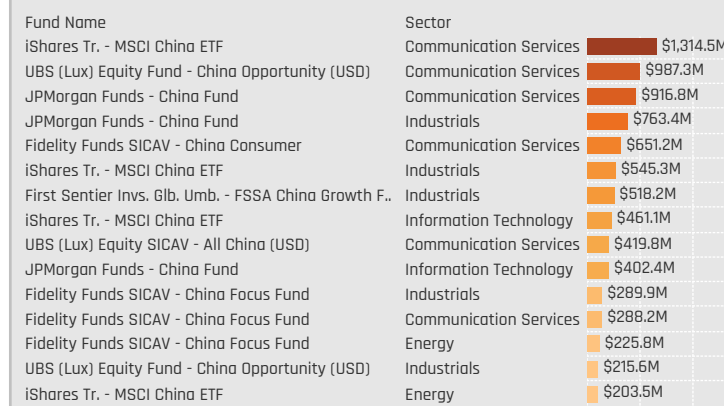 Fund Name Sector
iShares Tr. - MSCI China ETF Communication Services $1,314.5M
UBS (Lux) Equity Fund - China Opportunity (USD) Communication Services $987.3M
JPMorgan Funds - China Fund Communication Services $916.8M
JPMorgan Funds - China Fund Industrials $763.4M
Fidelity Funds SICAV - China Consumer Communication Services $651.2M
iShares Tr. - MSCI China ETF Industrials $545.3M
First Sentier Invs. Glb. Umb. - FSSA China Growth F.. Industrials $518.2M
iShares Tr. - MSCI China ETF Information Technology $461.1M
UBS (Lux) Equity SICAV - All China (USD) Communication Services $419.8M
JPMorgan Funds - China Fund Information Technology $402.4M
Fidelity Funds SICAV - China Focus Fund Industrials $289.9M
Fidelity Funds SICAV - China Focus Fund Communication Services $288.2M
Fidelity Funds SICAV - China Focus Fund Energy $225.8M
UBS (Lux) Equity Fund - China Opportunity (USD) Industrials $215.6M
iShares Tr. - MSCI China ETF Energy $203.5M